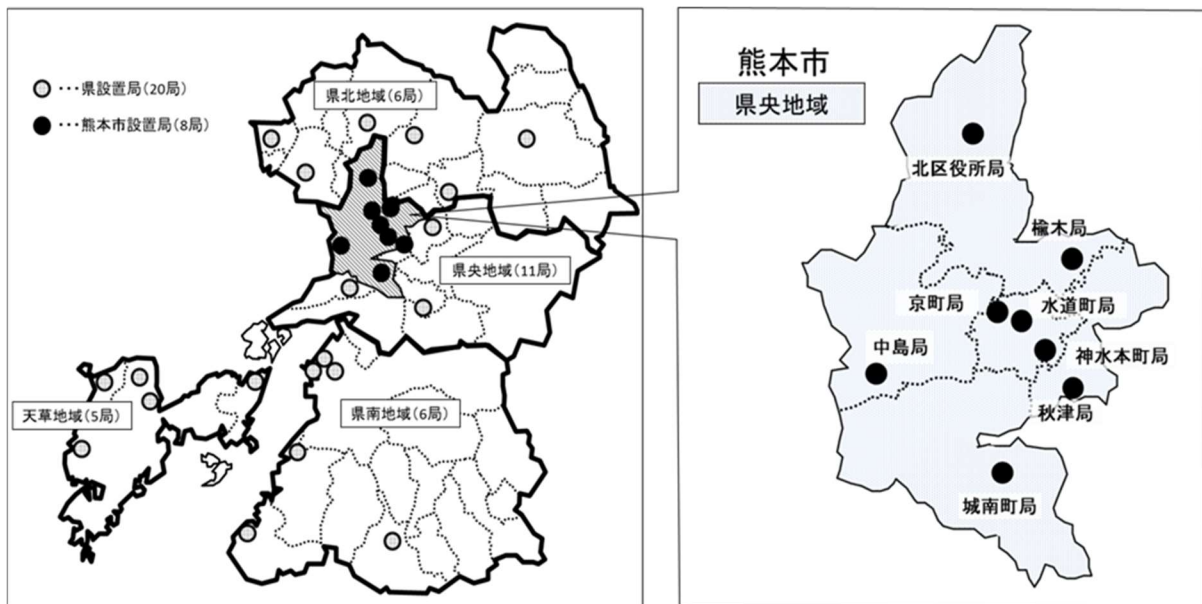 ・・・県設置局(20局)
・・・熊本市設置局(8局)
県北地域(6局)
県央地域(11局)
天草地域(5局)
県南地域(6局)
熊本市
県央地域
北区役所局
楡木局
京町局
水道町局
中島局
神水本町局
秋津局
城南町局